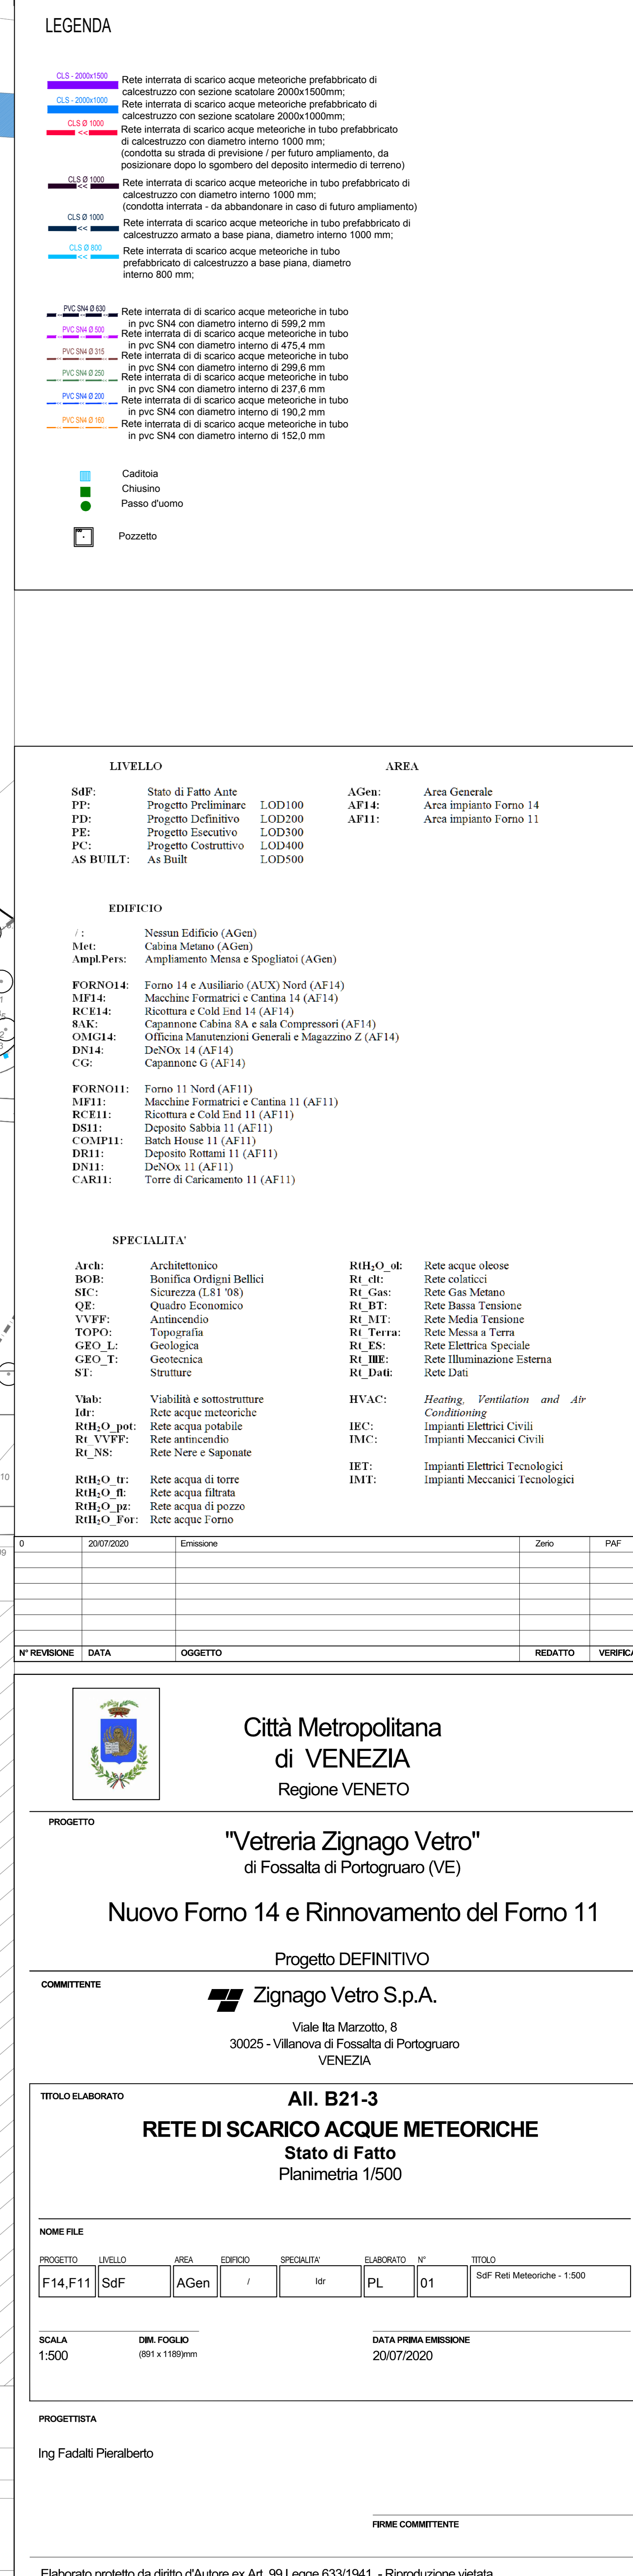 LEGENDA
CLS - 2000x1500
Rete interrata di scarico acque meteoriche prefabbricato di
calcestruzzo con sezione scatolare 2000x1500mm;
CLS - 2000x1000
Rete interrata di scarico acque meteoriche prefabbricato di
calcestruzzo con sezione scatolare 2000x1000mm;
CLS Ø 1000
<<
Rete interrata di scarico acque meteoriche in tubo prefabbricato
di calcestruzzo con diametro interno 1000 mm;
(condotta su strada di previsione / per futuro ampliamento, da
posizionare dopo lo sgombero del deposito intermedio di terreno)
CLS Ø 1000
<<
Rete interrata di scarico acque meteoriche in tubo prefabbricato di
calcestruzzo con diametro interno 1000 mm;
(condotta interrata - da abbandonare in caso di futuro ampliamento)
CLS Ø 1000
<<
Rete interrata di scarico acque meteoriche in tubo prefabbricato di
calcestruzzo armato a base piana, diametro interno 1000 mm;
CLS Ø 800
<<
Rete interrata di scarico acque meteoriche in tubo
prefabbricato di calcestruzzo a base piana, diametro
interno 800 mm;
PVC SN4 Ø 630
Rete interrata di di scarico acque meteoriche in tubo
in pvc SN4 con diametro interno di 599,2 mm
PVC SN4 Ø 500
Rete interrata di di scarico acque meteoriche in tubo
in pvc SN4 con diametro interno di 475,4 mm
PVC SN4 Ø 315
Rete interrata di di scarico acque meteoriche in tubo
in pvc SN4 con diametro interno di 299,6 mm
PVC SN4 Ø 250
Rete interrata di di scarico acque meteoriche in tubo
in pvc SN4 con diametro interno di 237,6 mm
PVC SN4 Ø 200
Rete interrata di di scarico acque meteoriche in tubo
in pvc SN4 con diametro interno di 190,2 mm
PVC SN4 Ø 160
Rete interrata di di scarico acque meteoriche in tubo
in pvc SN4 con diametro interno di 152,0 mm
Caditoia
Chiusino
Passo d'uomo
Pozzetto
LIVELLO
SdF: Stato di Fatto Ante
PP: Progetto Preliminare LOD100
PD: Progetto Definitivo LOD200
PE: Progetto Esecutivo LOD300
PC: Progetto Costruttivo LOD400
AS BUILT: As Built LOD500
AREA
AGen: Area Generale
AF14: Area impianto Forno 14
AF11: Area impianto Forno 11
EDIFICIO
/ : Nessun Edificio (AGen)
Met: Cabina Metano (AGen)
Ampl.Pers: Ampliamento Mensa e Spogliatoi (AGen)
FORNO14: Forno 14 e Ausiliario (AUX) Nord (AF14)
MF14: Macchine Formatrici e Cantina 14 (AF14)
RCE14: Ricottura e Cold End 14 (AF14)
8AK: Capannone Cabina 8A e sala Compressori (AF14)
OMG14: Officina Manutenzioni Generali e Magazzino Z (AF14)
DN14: DeNOx 14 (AF14)
CG: Capannone G (AF14)
FORNO11: Forno 11 Nord (AF11)
MF11: Macchine Formatrici e Cantina 11 (AF11)
RCE11: Ricottura e Cold End 11 (AF11)
DS11: Deposito Sabbia 11 (AF11)
COMP11: Batch House 11 (AF11)
DR11: Deposito Rottami 11 (AF11)
DN11: DeNOx 11 (AF11)
CAR11: Torre di Caricamento 11 (AF11)
SPECIALITA'
Arch: Architettonico
BOB: Bonifica Ordigni Bellici
SIC: Sicurezza (L81 '08)
QE: Quadro Economico
VVFF: Antincendio
TOPO: Topografia
GEO_L: Geologica
GEO_T: Geotecnica
ST: Strutture
Viab: Viabilità e sottostrutture
Idr: Rete acque meteoriche
RtH2O_pot: Rete acqua potabile
Rt_VVFF: Rete antincendio
Rt_NS: Rete Nere e Saponate
RtH2O_tr: Rete acqua di torre
RtH2O_fl: Rete acqua filtrata
RtH2O_pz: Rete acqua di pozzo
RtH2O_For: Rete acque Forno
RtH2O_ol: Rete acque oleose
Rt_clt: Rete colaticci
Rt_Gas: Rete Gas Metano
Rt_BT: Rete Bassa Tensione
Rt_MT: Rete Media Tensione
Rt_Terra: Rete Messa a Terra
Rt_ES: Rete Elettrica Speciale
Rt_IllE: Rete Illuminazione Esterna
Rt_Dati: Rete Dati
HVAC: Heating, Ventilation and Air
Conditioning
IEC: Impianti Elettrici Civili
IMC: Impianti Meccanici Civili
IET: Impianti Elettrici Tecnologici
IMT: Impianti Meccanici Tecnologici
0 20/07/2020 Emissione Zerio PAF
N° REVISIONE DATA OGGETTO REDATTO VERIFICA
Città Metropolitana
di VENEZIA
Regione VENETO
PROGETTO
"Vetreria Zignago Vetro"
di Fossalta di Portogruaro (VE)
Nuovo Forno 14 e Rinnovamento del Forno 11
Progetto DEFINITIVO
COMMITTENTE
Zignago Vetro S.p.A.
Viale Ita Marzotto, 8
30025 - Villanova di Fossalta di Portogruaro
VENEZIA
TITOLO ELABORATO
All. B21-3
RETE DI SCARICO ACQUE METEORICHE
Stato di Fatto
Planimetria 1/500
NOME FILE
PROGETTO LIVELLO AREA EDIFICIO SPECIALITA' ELABORATO N° TITOLO
F14,F11 SdF AGen / Idr PL 01 SdF Reti Meteoriche - 1:500
SCALA DIM. FOGLIO DATA PRIMA EMISSIONE
1:500 (891 x 1189)mm 20/07/2020
PROGETTISTA
Ing Fadalti Pieralberto
FIRME COMMITTENTE
Elaborato protetto da diritto d'Autore ex Art. 99 Legge 633/1941 - Riproduzione vietata